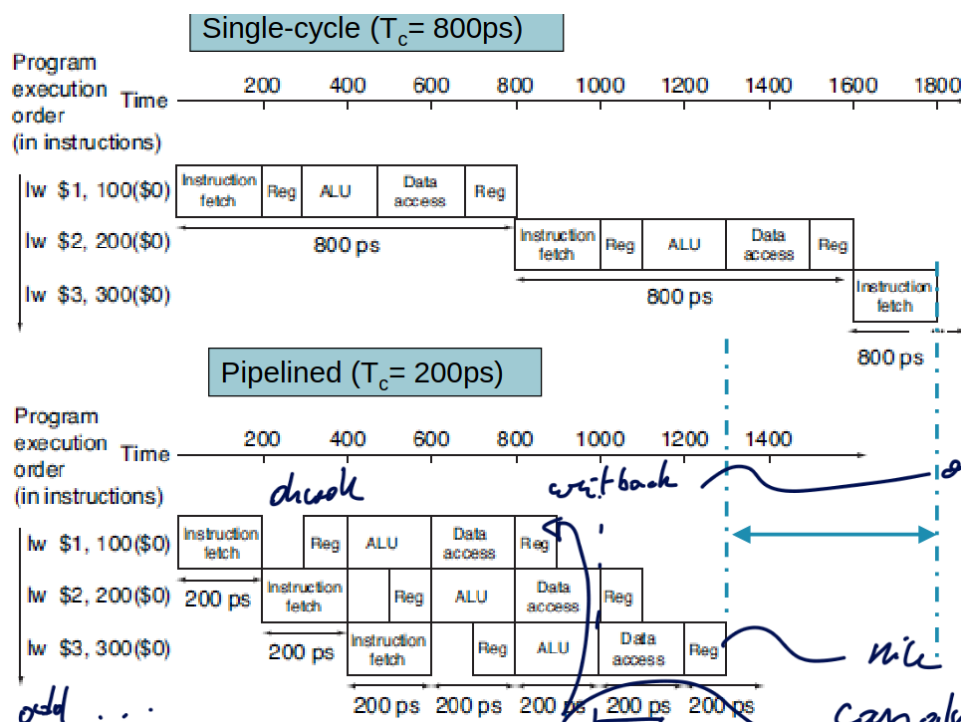 Single-cycle (Tc= 800ps)
Program
execution
order
(in instructions)
Time
200 400 600 800 1000 1200 1400 1600 1800
lw $1, 100($0)
Instruction fetch Reg ALU Data access Reg
800 ps
lw $2, 200($0)
Instruction fetch Reg ALU Data access Reg
800 ps
lw $3, 300($0)
Instruction fetch
800 ps
Pipelined (Tc= 200ps)
Program
execution
order
(in instructions)
Time
200 400 600 800 1000 1200 1400
writback
lw $1, 100($0)
Instruction fetch Reg ALU Data access Reg
200 ps
lw $2, 200($0)
Instruction fetch Reg ALU Data access Reg
200 ps
lw $3, 300($0)
Instruction fetch Reg ALU Data access Reg
200 ps 200 ps 200 ps 200 ps 200 ps
add ...